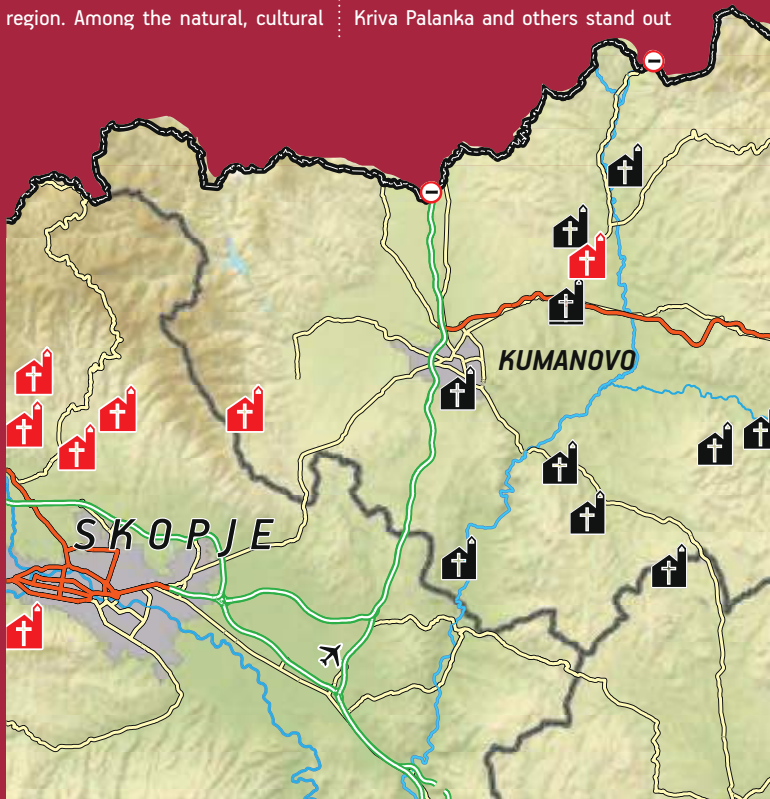 region. Among the natural, cultural
Kriva Palanka and others stand out
KUMANOVO
SKOPJE